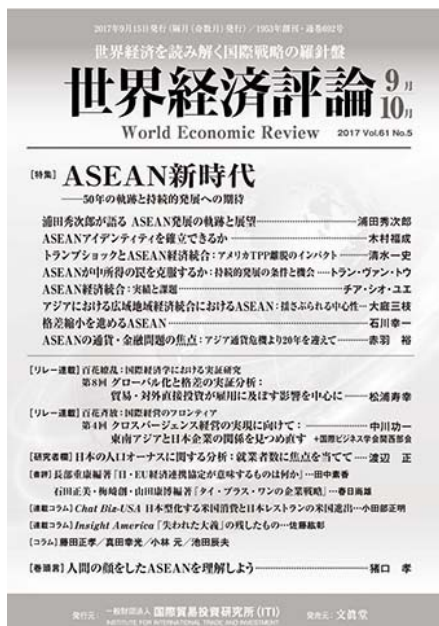 2017年9月15日発行(隔月(奇数月)発行)/1953年創刊・通巻692号
世界経済を読み解く国際戦略の羅針盤
世界経済評論 9月10月
World Economic Review 2017 Vol.61 No.5
[特集] ASEAN新時代
――50年の軌跡と持続的発展への期待
浦田秀次郎が語る ASEAN発展の軌跡と展望……浦田秀次郎
ASEANアイデンティティを確立できるか……木村福成
トランプショックとASEAN経済統合:アメリカTPP離脱のインパクト……清水一史
ASEANが中所得の罠を克服するか:持続的発展の条件と機会……トラン・ヴァン・トウ
ASEAN経済統合:実績と課題……チア・シオ・ユエ
アジアにおける広域地域経済統合におけるASEAN:揺さぶられる中心性……大庭三枝
格差縮小を進めるASEAN……石川幸一
ASEANの通貨・金融問題の焦点:アジア通貨危機より20年を迎えて……赤羽 裕
[リレー連載] 百花繚乱:国際経済学における実証研究
第8回 グローバル化と格差の実証分析:
貿易・対外直接投資が雇用に及ぼす影響を中心に……松浦寿幸
[リレー連載] 百花斉放:国際経営のフロンティア
第4回 クロスバージェンス経営の実現に向けて:……中川功一
東南アジアと日本企業の関係を見つめ直す +国際ビジネス学会関西部会
[研究者欄] 日本の人口オーナスに関する分析:就業者数に焦点を当てて……渡辺 正
[書評] 長部重康編著『日・EU経済連携協定が意味するものは何か』…田中素香
石田正美・梅﨑創・山田康博編著『タイ・プラス・ワンの企業戦略』…春日尚雄
[連載コラム] Chat Biz-USA 日本型化する米国消費と日本レストランの米国進出…小田部正明
[連載コラム] Insight America 「失われた大義」の残したもの…佐藤紘彰
[コラム] 藤田正孝/真田幸光/小林 元/池田辰夫
[巻頭言] 人間の顔をしたASEANを理解しよう……猪口 孝
発行元: 一般財団法人 国際貿易投資研究所(ITI) 発売元: 文眞堂
INSTITUTE FOR INTERNATIONAL TRADE AND INVESTMENT